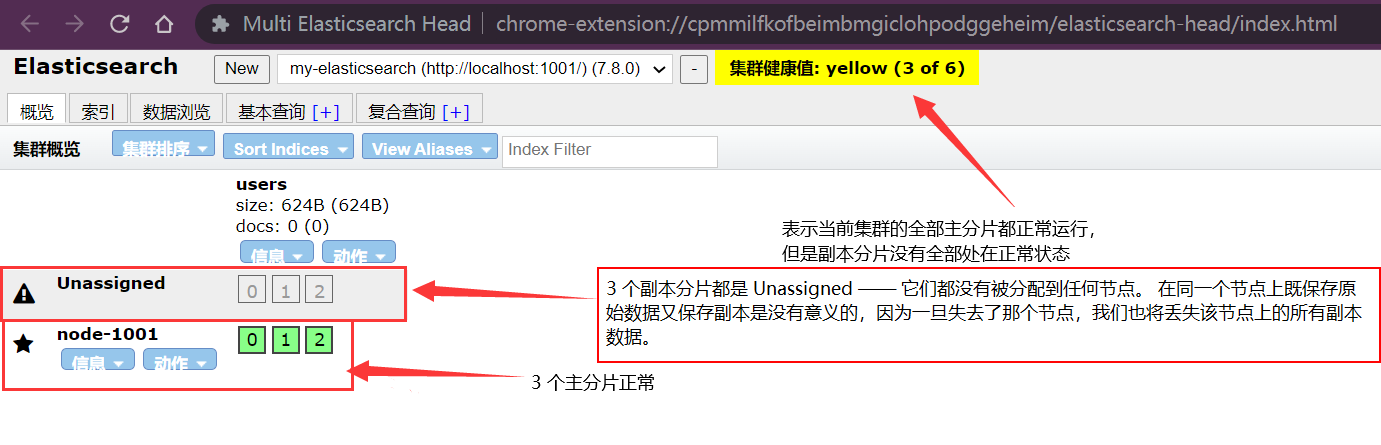 Multi Elasticsearch Head
chrome-extension://cpmmilfkofbeimbmgiclohpodggeheim/elasticsearch-head/index.html
Elasticsearch
New
my-elasticsearch (http://localhost:1001/) (7.8.0)
-
集群健康值: yellow (3 of 6)
概览 索引 数据浏览 基本查询 [+] 复合查询 [+]
集群概览 集群排序 Sort Indices View Aliases Index Filter
users
size: 624B (624B)
docs: 0 (0)
信息 动作
表示当前集群的全部主分片都正常运行，
但是副本分片没有全部处在正常状态
Unassigned 0 1 2
3 个副本分片都是 Unassigned —— 它们都没有被分配到任何节点。 在同一个节点上既保存原
始数据又保存副本是没有意义的，因为一旦失去了那个节点，我们也将丢失该节点上的所有副本
数据。
node-1001 0 1 2
信息 动作
3 个主分片正常